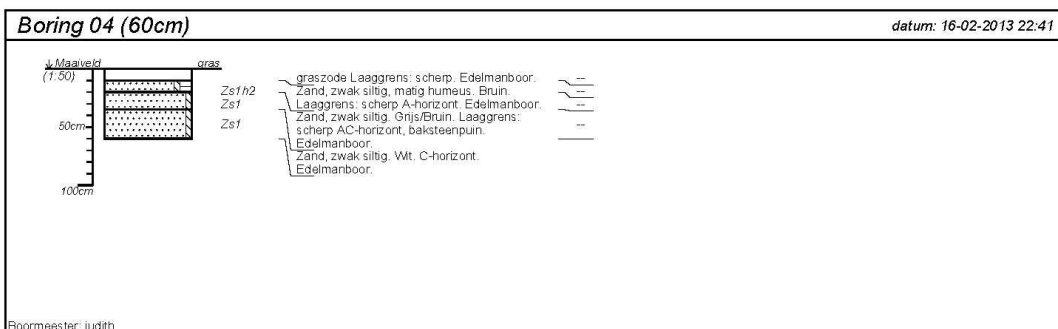 Boring 04 (60cm)
datum: 16-02-2013 22:41
Maaiveld
gras
(1:50)
50cm
100cm
Zs1h2
Zs1
Zs1
graszode Laaggrens: scherp. Edelmanboor.
Zand, zwak siltig, matig humeus. Bruin.
Laaggrens: scherp A-horizont. Edelmanboor.
Zand, zwak siltig. Grijs/Bruin. Laaggrens:
scherp AC-horizont, baksteenpuin.
Edelmanboor.
Zand, zwak siltig. Wit. C-horizont.
Edelmanboor.
--
--
--
--
Boormeester: judith